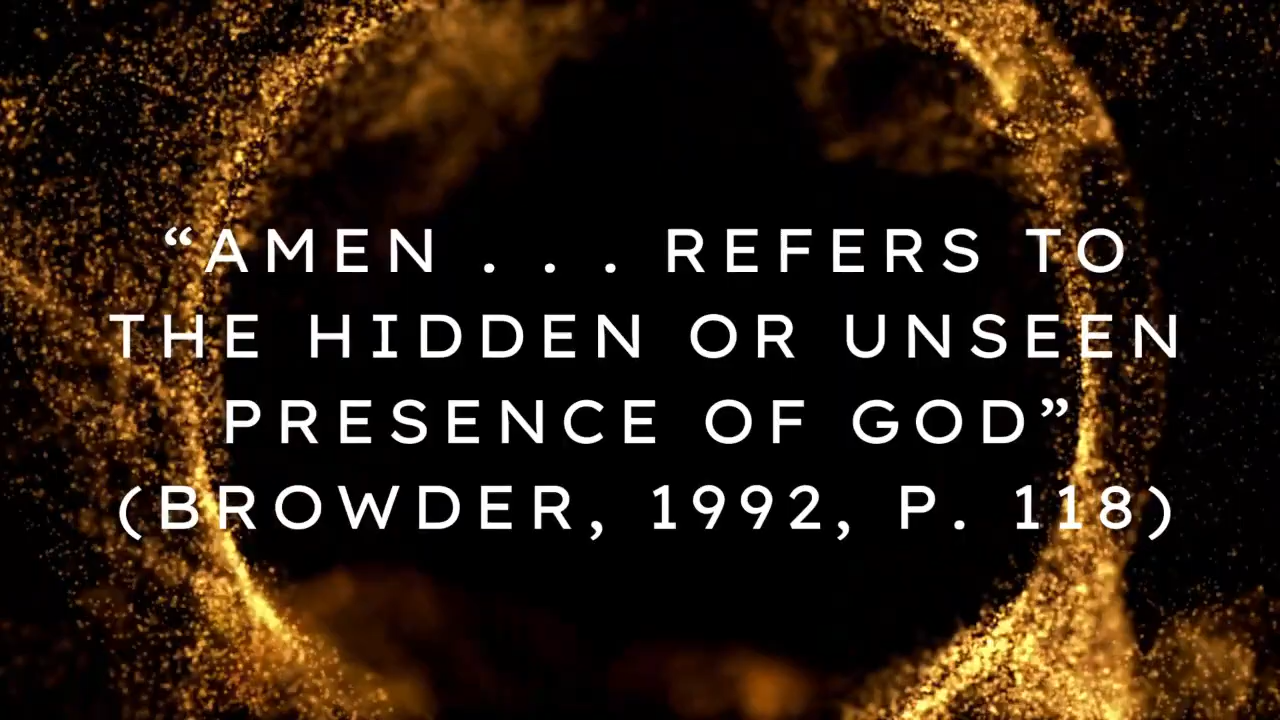 “AMEN . . . REFERS TO
THE HIDDEN OR UNSEEN
PRESENCE OF GOD”
(BROWDER, 1992, P. 118)